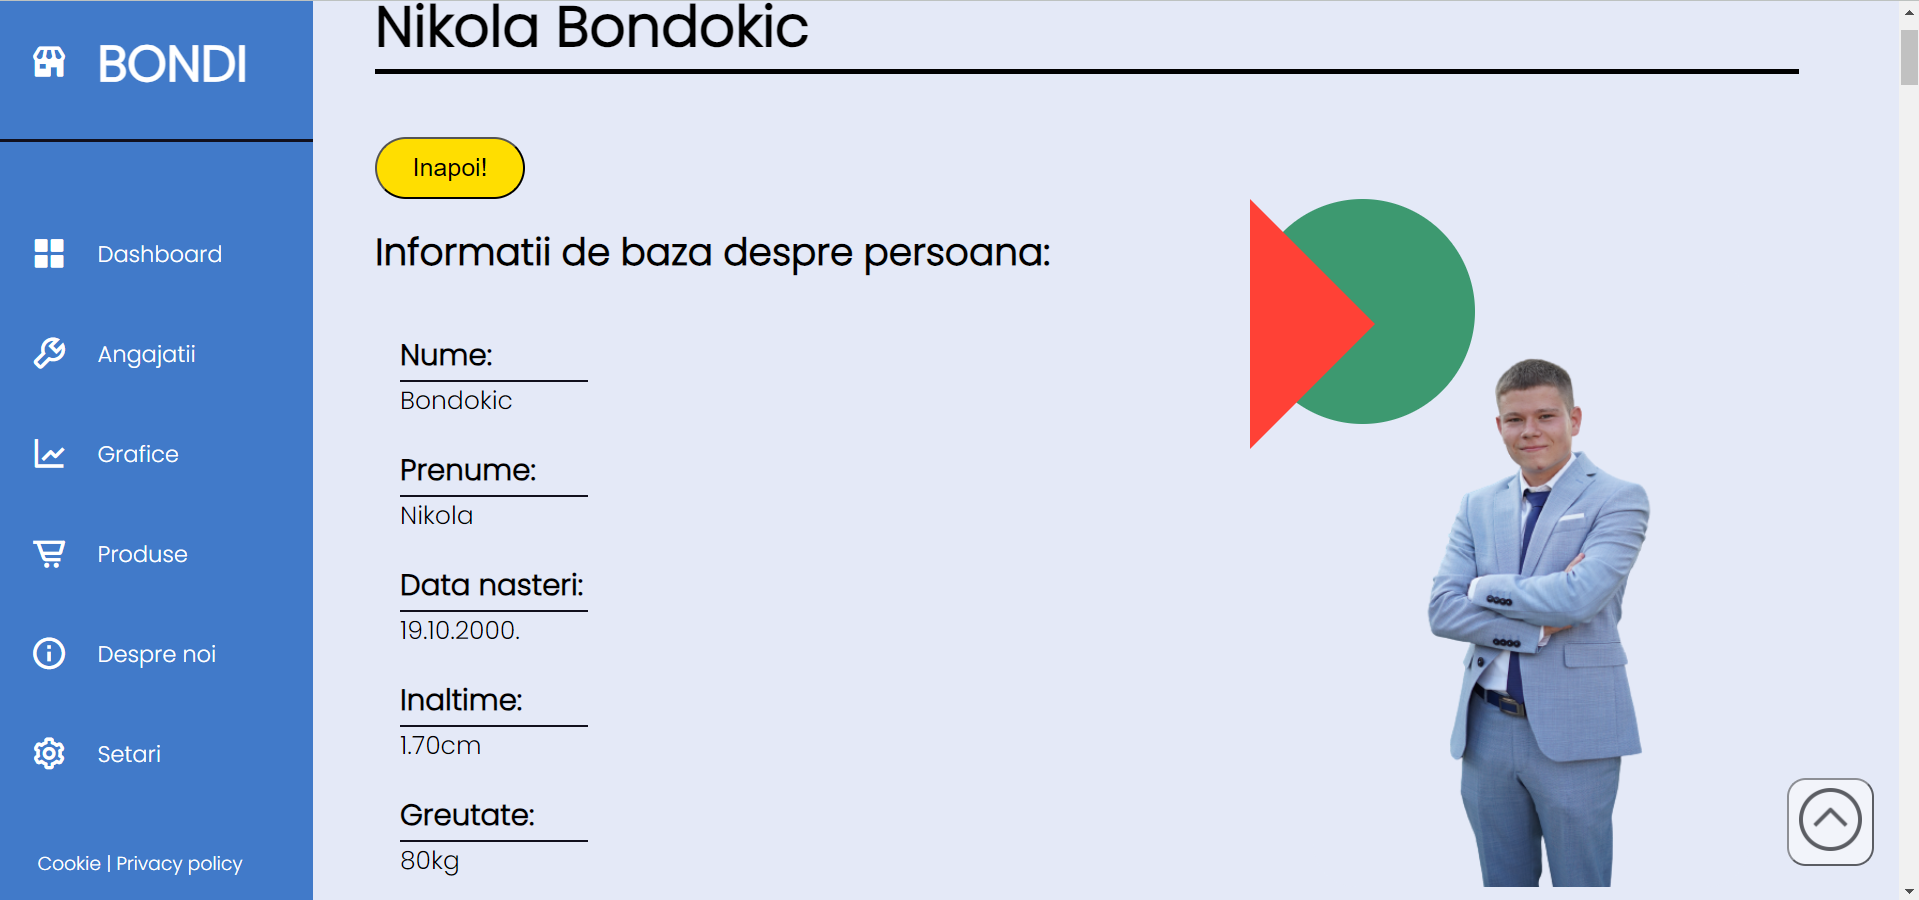 BONDI
Dashboard
Angajatii
Grafice
Produse
Despre noi
Setari
Cookie | Privacy policy
Nikola Bondokic
Inapoi!
Informatii de baza despre persoana:
Nume:
Bondokic
Prenume:
Nikola
Data nasteri:
19.10.2000.
Inaltime:
1.70cm
Greutate:
80kg